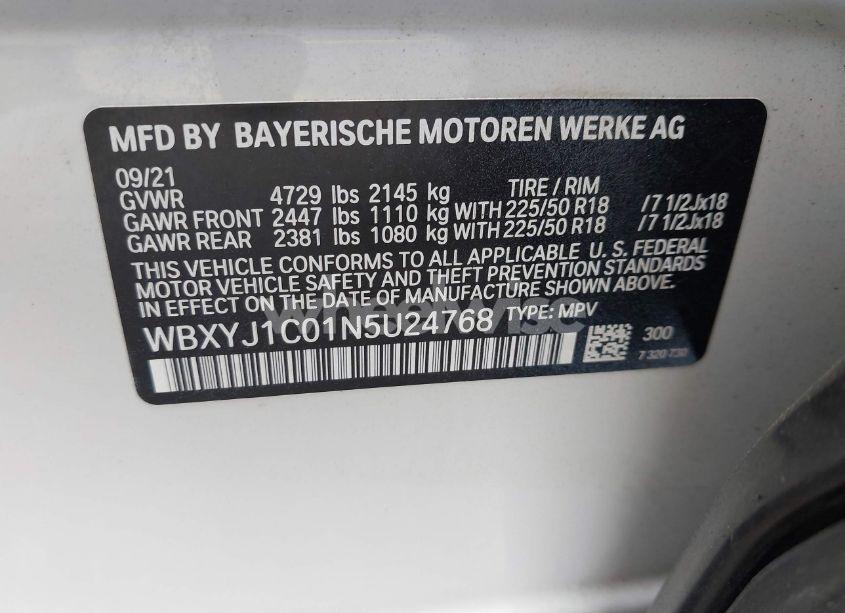 MFD BY BAYERISCHE MOTOREN WERKE AG
09/21
TIRE / RIM
GVWR 4729 lbs 2145 kg
GAWR FRONT 2447 lbs 1110 kg WITH 225/50 R18 /7 1/2Jx18
GAWR REAR 2381 lbs 1080 kg WITH 225/50 R18 /7 1/2Jx18
THIS VEHICLE CONFORMS TO ALL APPLICABLE U. S. FEDERAL
MOTOR VEHICLE SAFETY AND THEFT PREVENTION STANDARDS
IN EFFECT ON THE DATE OF MANUFACTURE SHOWN ABOVE.
WBXYJ1C01N5U24768 TYPE: MPV
300
7 320 730